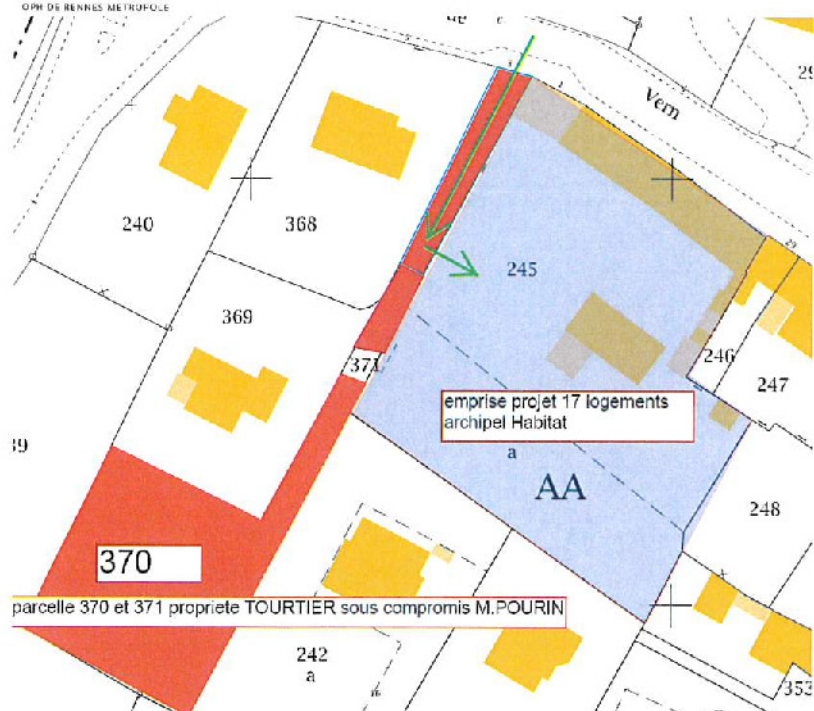 OPH DE RENNES METROPOLE
de
Vern
240
368
245
369
371
246
247
emprise projet 17 logements
archipel Habitat
a
AA
248
370
parcelle 370 et 371 propriete TOURTIER sous compromis M.POURIN
242
a
353